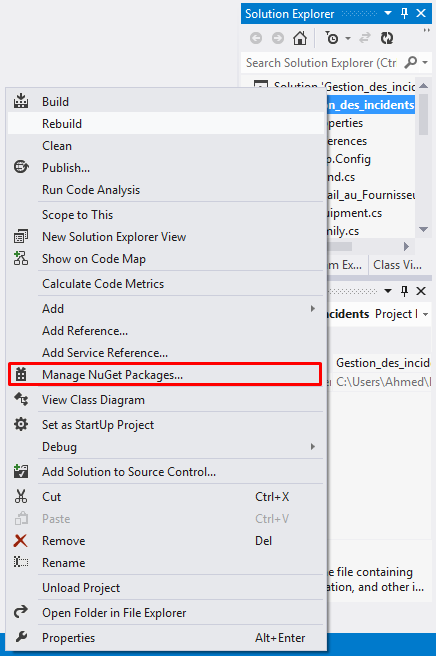 Solution Explorer
Search Solution Explorer (Ctr
Solution 'Gestion_des_incid
on_des_incidents
operties
erences
p.Config
nd.cs
ail_au_Fournisseu
uipment.cs
mily.cs
m Ex... Class Vi...
Build
Rebuild
Clean
Publish...
Run Code Analysis
Scope to This
New Solution Explorer View
Show on Code Map
Calculate Code Metrics
Add
Add Reference...
Add Service Reference...
Manage NuGet Packages...
View Class Diagram
Set as StartUp Project
Debug
Add Solution to Source Control...
Cut Ctrl+X
Paste Ctrl+V
Remove Del
Rename
Unload Project
Open Folder in File Explorer
Properties Alt+Enter
ncidents Project
Gestion_des_incide
C:\Users\Ahmed\
e file containing
ation, and other i...